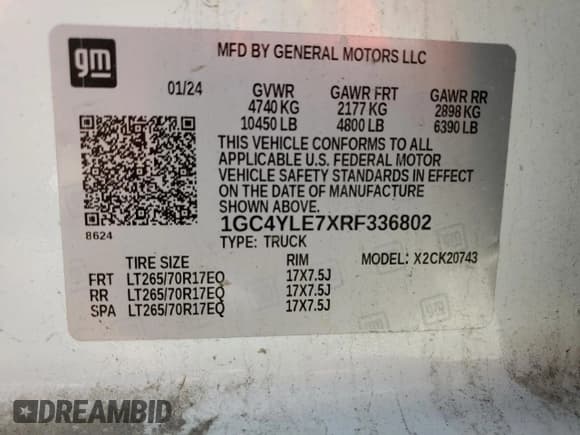 gm
MFD BY GENERAL MOTORS LLC
01/24 GVWR GAWR FRT GAWR RR
4740 KG 2177 KG 2898 KG
10450 LB 4800 LB 6390 LB
THIS VEHICLE CONFORMS TO ALL
APPLICABLE U.S. FEDERAL MOTOR
VEHICLE SAFETY STANDARDS IN EFFECT
ON THE DATE OF MANUFACTURE
SHOWN ABOVE.
8624
1GC4YLE7XRF336802
TYPE: TRUCK
TIRE SIZE RIM MODEL: X2CK20743
FRT LT265/70R17EQ 17X7.5J
RR LT265/70R17EQ 17X7.5J
SPA LT265/70R17EQ 17X7.5J
DREAMBID